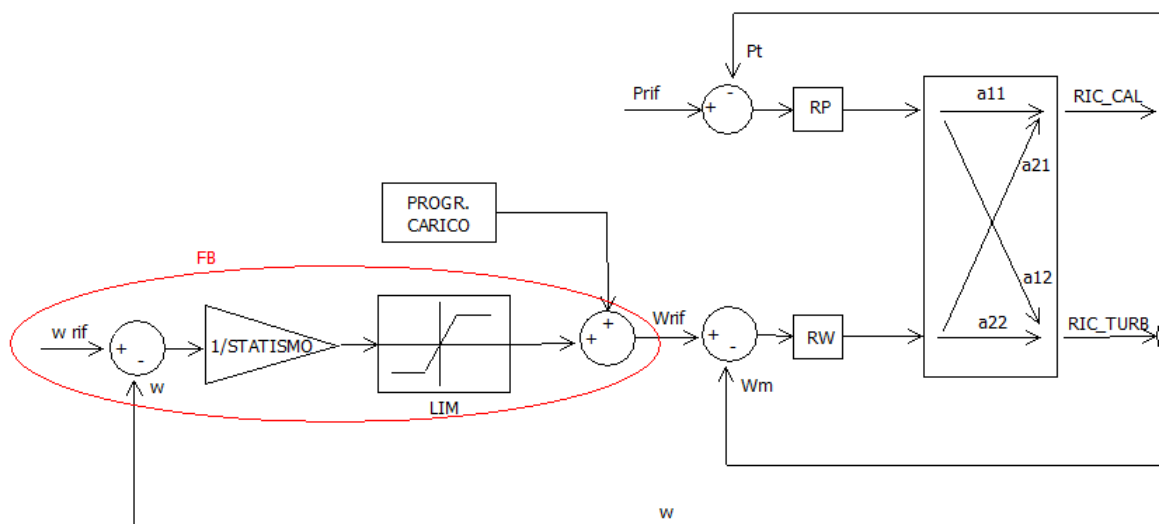 Pt
Prif
+
-
RP
a11
RIC_CAL
a21
PROGR.
CARICO
FB
a12
w rif
+
-
w
1/STATISMO
LIM
+
+
Wrif
+
-
Wm
RW
a22
RIC_TURB
w